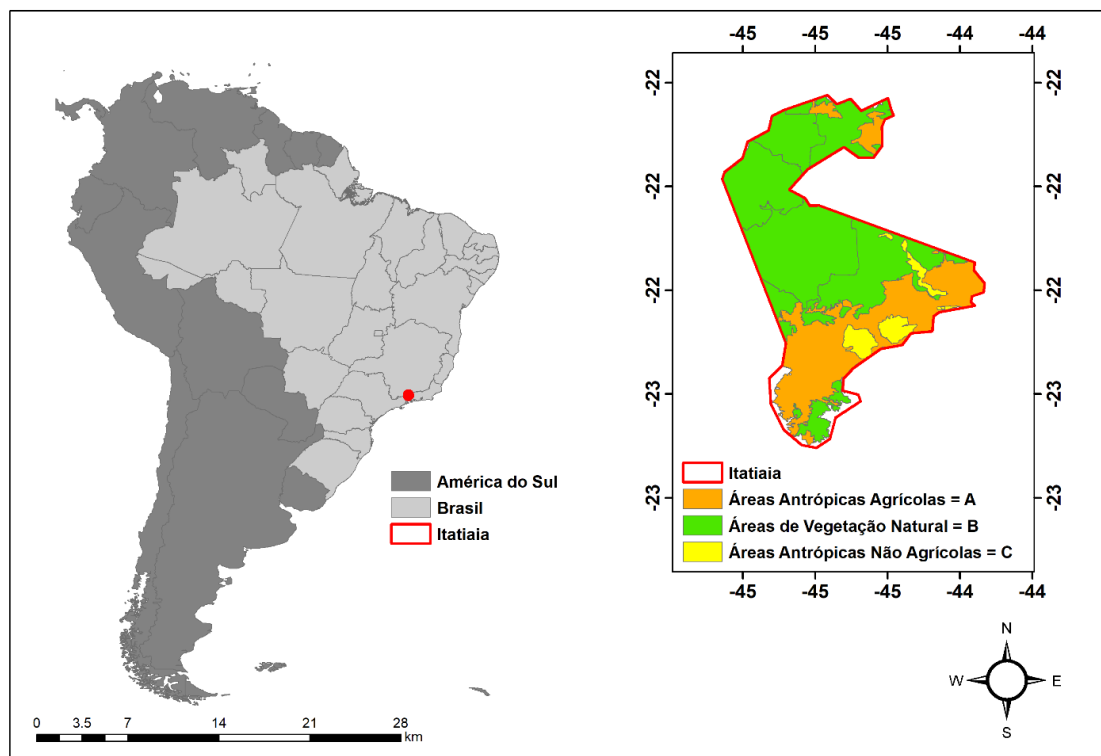 América do Sul
Brasil
Itatiaia
0 3.5 7 14 21 28
km
-45 -45 -44 -44
-22 -22
-22 -22
-22 -22
-23 -23
-23 -23
Itatiaia
Áreas Antrópicas Agrícolas = A
Áreas de Vegetação Natural = B
Áreas Antrópicas Não Agrícolas = C
-45 -45 -44 -44
N
W E
S